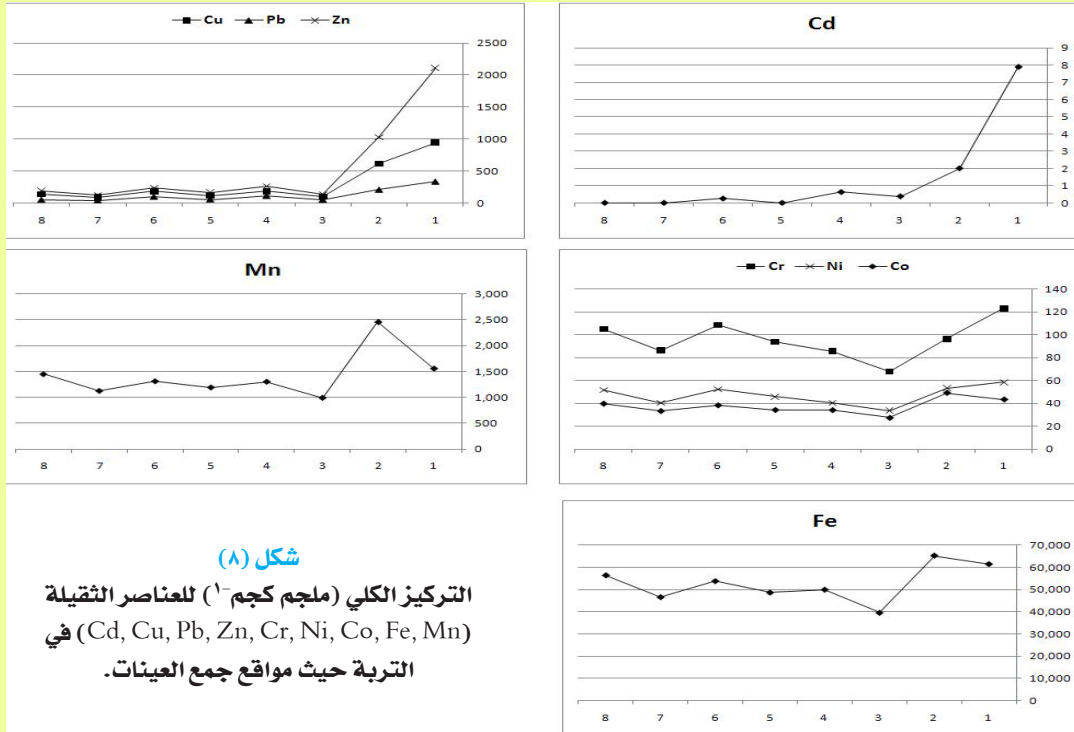 Cu Pb Zn
2500
2000
1500
1000
500
0
8 7 6 5 4 3 2 1
Cd
9
8
7
6
5
4
3
2
1
0
8 7 6 5 4 3 2 1
Mn
3,000
2,500
2,000
1,500
1,000
500
0
8 7 6 5 4 3 2 1
Cr Ni Co
140
120
100
80
60
40
20
0
8 7 6 5 4 3 2 1
Fe
70,000
60,000
50,000
40,000
30,000
20,000
10,000
0
8 7 6 5 4 3 2 1
شكل (٨)
التركيز الكلي (ملجم كجم⁻¹) للعناصر الثقيلة
(Cd, Cu, Pb, Zn, Cr, Ni, Co, Fe, Mn) في
التربة حيث مواقع جمع العينات.